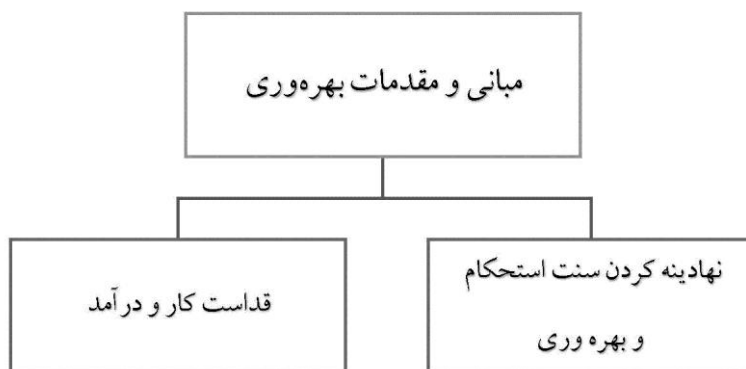 مبانی و مقدمات بهره‌وری
نهادینه کردن سنت استحکام
و بهره وری
قداست کار و درآمد